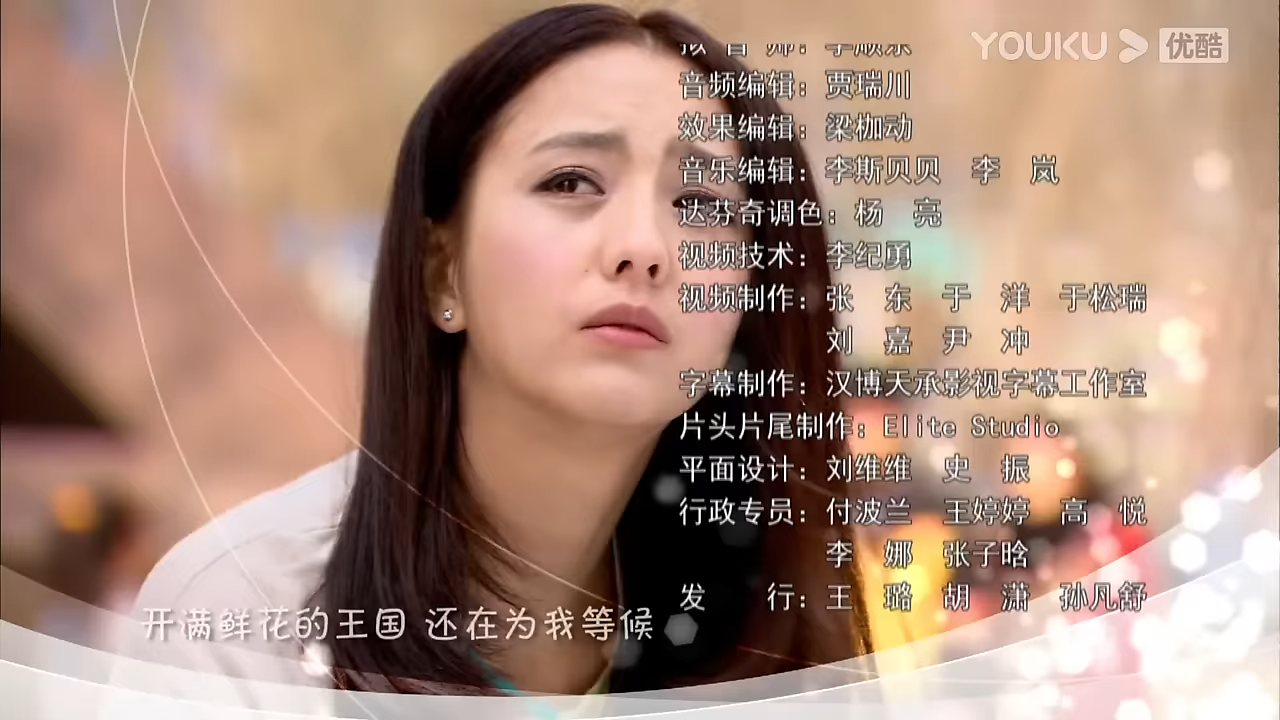 YOUKU 优酷
音频编辑：贾瑞川
效果编辑：梁枷动
音乐编辑：李斯贝贝 李 岚
达芬奇调色：杨 亮
视频技术：李纪勇
视频制作：张 东 于 洋 于松瑞
刘 嘉 尹 冲
字幕制作：汉博天承影视字幕工作室
片头片尾制作：Elite Studio
平面设计：刘维维 史 振
行政专员：付波兰 王婷婷 高 悦
李 娜 张子晗
发 行：王 璐 胡 潇 孙凡舒
开满鲜花的王国 还在为我等候